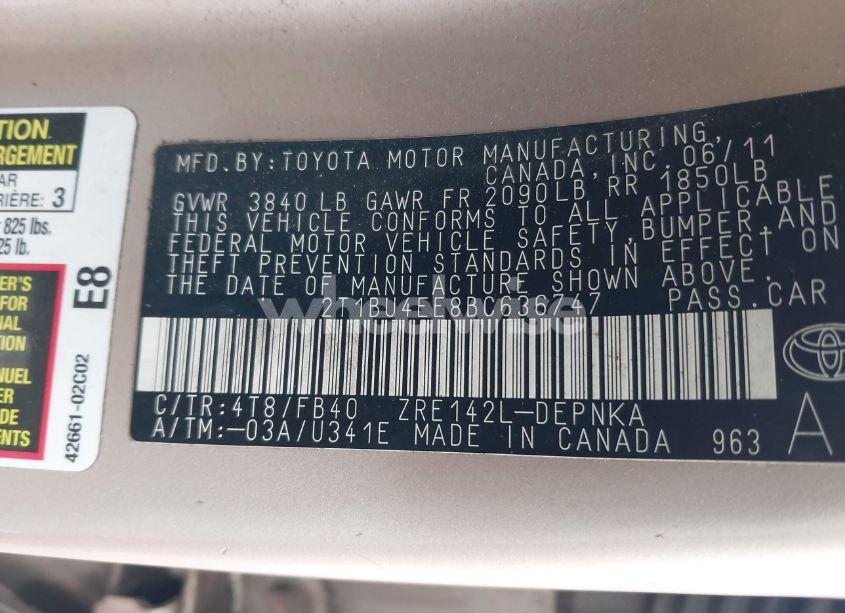 TION
RGEMENT
AR
RIÈRE: 3
825 lbs.
25 lb.
ER'S
FOR
NAL
TION
NUEL
ER
DE
ENTS
E8
42661-02C02
MFD.BY:TOYOTA MOTOR MANUFACTURING,
CANADA, INC. 06/11
GVWR 3840 LB GAWR FR 2090LB, RR 1850LB
THIS VEHICLE CONFORMS TO ALL APPLICABLE
FEDERAL MOTOR VEHICLE SAFETY, BUMPER, AND
THEFT PREVENTION STANDARDS IN EFFECT ON
THE DATE OF MANUFACTURE SHOWN ABOVE.
PASS.CAR
wheelwise
C/TR:4T8/FB40 ZRE142L-DEPNKA
A/TM:-03A/U341E MADE IN CANADA 963
A